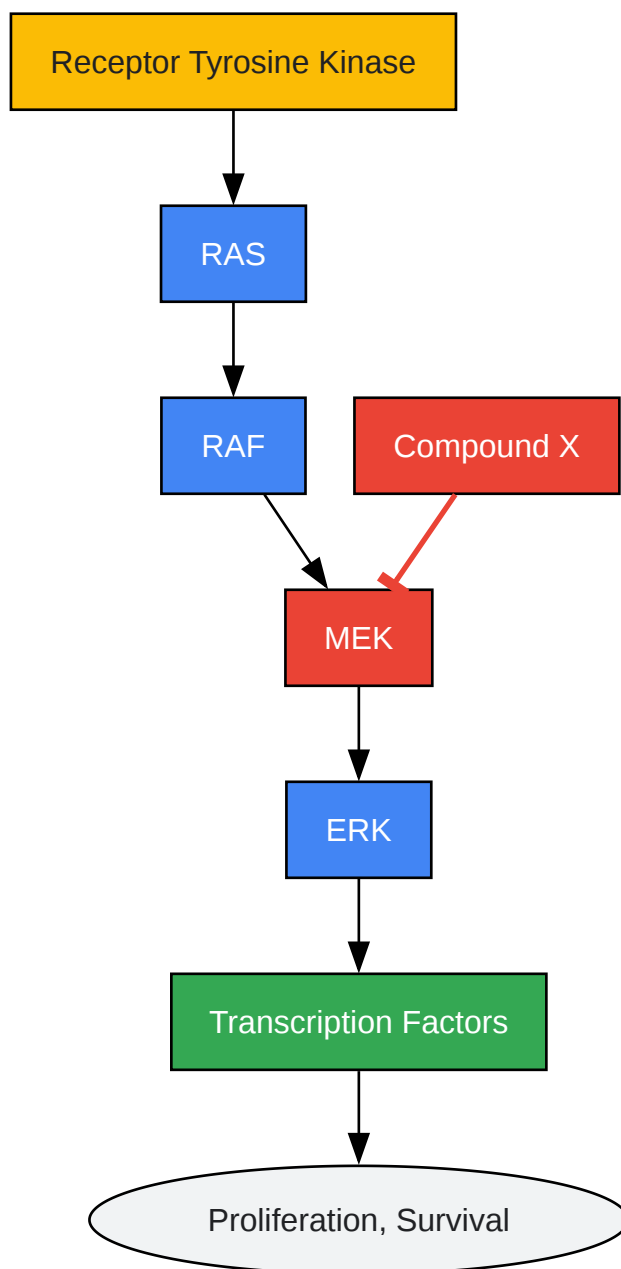 Receptor Tyrosine Kinase
RAS
RAF
Compound X
MEK
ERK
Transcription Factors
Proliferation, Survival